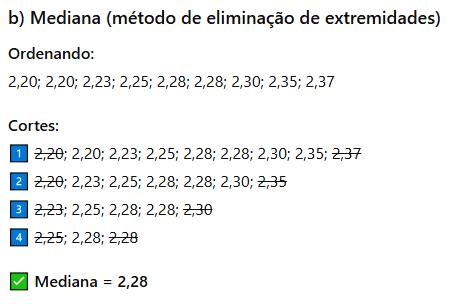 b) Mediana (método de eliminação de extremidades)
Ordenando:
2,20; 2,20; 2,23; 2,25; 2,28; 2,28; 2,30; 2,35; 2,37
Cortes:
1 2,20; 2,20; 2,23; 2,25; 2,28; 2,28; 2,30; 2,35; 2,37
2 2,20; 2,23; 2,25; 2,28; 2,28; 2,30; 2,35
3 2,23; 2,25; 2,28; 2,28; 2,30
4 2,25; 2,28; 2,28
✅ Mediana = 2,28